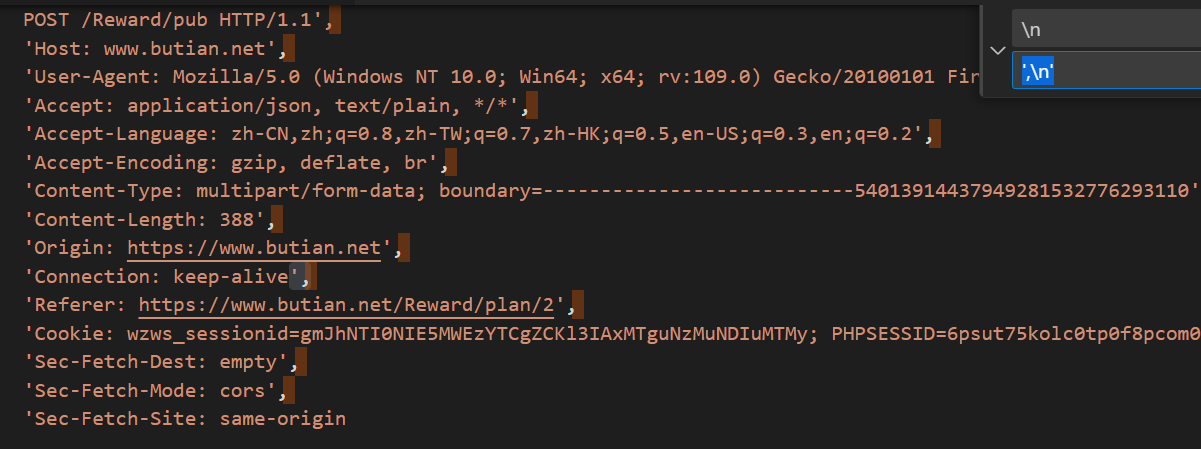 POST /Reward/pub HTTP/1.1',
'Host: www.butian.net',
'User-Agent: Mozilla/5.0 (Windows NT 10.0; Win64; x64; rv:109.0) Gecko/20100101 Fir
'Accept: application/json, text/plain, */*',
'Accept-Language: zh-CN,zh;q=0.8,zh-TW;q=0.7,zh-HK;q=0.5,en-US;q=0.3,en;q=0.2',
'Accept-Encoding: gzip, deflate, br',
'Content-Type: multipart/form-data; boundary=---------------------------540139144379492815327762931​10'
'Content-Length: 388',
'Origin: https://www.butian.net',
'Connection: keep-alive',
'Referer: https://www.butian.net/Reward/plan/2',
'Cookie: wzws_sessionid=gmJhNTI0NIE5MWEzYTCgZCKl3IAxMTguNzMuNDIuMTMy; PHPSESSID=6psut75kolc0tp0f8pcom0
'Sec-Fetch-Dest: empty',
'Sec-Fetch-Mode: cors',
'Sec-Fetch-Site: same-origin
\n
',\n'